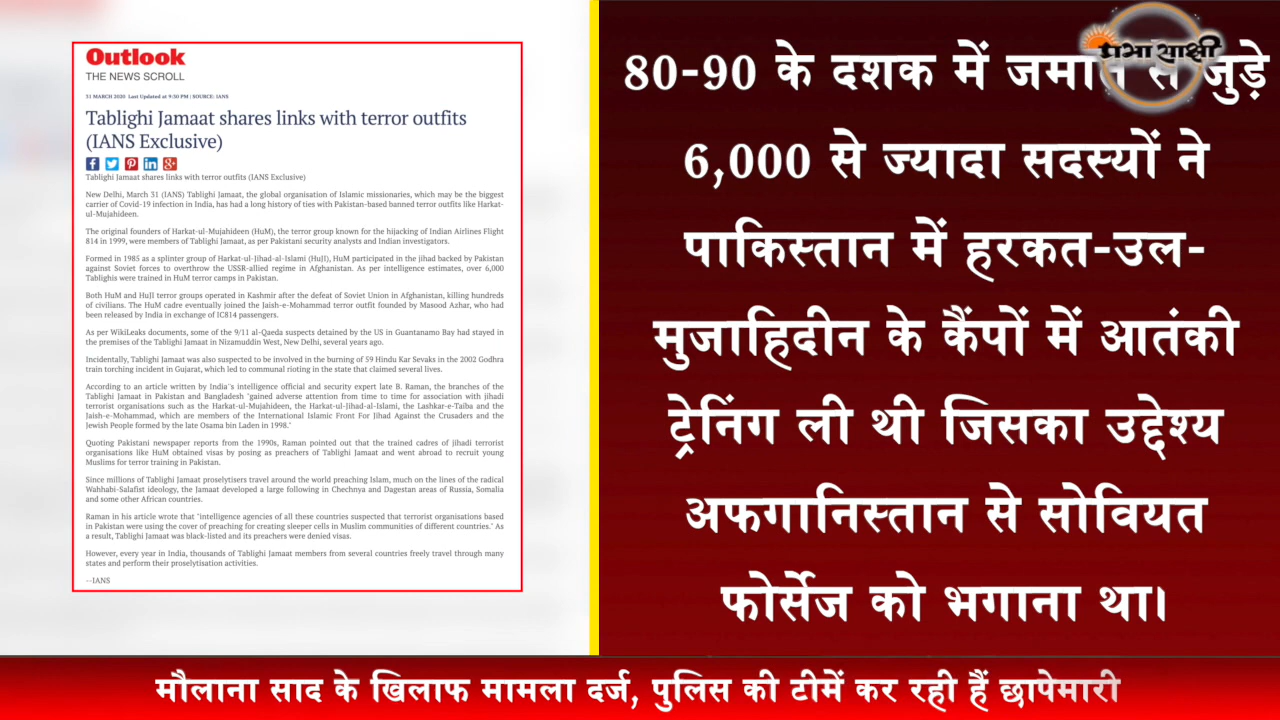 Outlook
THE NEWS SCROLL
31 MARCH 2020 Last Updated at 9:50 PM | SOURCE: IANS
Tablighi Jamaat shares links with terror outfits
(IANS Exclusive)
Tablighi Jamaat shares links with terror outfits (IANS Exclusive)
New Delhi, March 31 (IANS) Tablighi Jamaat, the global organisation of Islamic missionaries, which may be the biggest
carrier of Covid-19 infection in India, has had a long history of ties with Pakistan-based banned terror outfits like Harkat-
ul-Mujahideen.
The original founders of Harkat-ul-Mujahideen (HuM), the terror group known for the hijacking of Indian Airlines Flight
814 in 1999, were members of Tablighi Jamaat, as per Pakistani security analysts and Indian investigators.
Formed in 1985 as a splinter group of Harkat-ul-Jihad-al-Islami (HuJI), HuM participated in the jihad backed by Pakistan
against Soviet forces to overthrow the USSR-allied regime in Afghanistan. As per intelligence estimates, over 6,000
Tablighis were trained in HuM terror camps in Pakistan.
Both HuM and HuJI terror groups operated in Kashmir after the defeat of Soviet Union in Afghanistan, killing hundreds
of civilians. The HuM cadre eventually joined the Jaish-e-Mohammad terror outfit founded by Masood Azhar, who had
been released by India in exchange of IC814 passengers.
As per WikiLeaks documents, some of the 9/11 al-Qaeda suspects detained by the US in Guantanamo Bay had stayed in
the premises of the Tablighi Jamaat in Nizamuddin West, New Delhi, several years ago.
Incidentally, Tablighi Jamaat was also suspected to be involved in the burning of 59 Hindu Kar Sevaks in the 2002 Godhra
train torching incident in Gujarat, which led to communal rioting in the state that claimed several lives.
According to an article written by India`s intelligence official and security expert late B. Raman, the branches of the
Tablighi Jamaat in Pakistan and Bangladesh "gained adverse attention from time to time for association with jihadi
terrorist organisations such as the Harkat-ul-Mujahideen, the Harkat-ul-Jihad-al-Islami, the Lashkar-e-Taiba and the
Jaish-e-Mohammad, which are members of the International Islamic Front For Jihad Against the Crusaders and the
Jewish People formed by the late Osama bin Laden in 1998."
Quoting Pakistani newspaper reports from the 1990s, Raman pointed out that the trained cadres of jihadi terrorist
organisations like HuM obtained visas by posing as preachers of Tablighi Jamaat and went abroad to recruit young
Muslims for terror training in Pakistan.
Since millions of Tablighi Jamaat proselytisers travel around the world preaching Islam, much on the lines of the radical
Wahhabi-Salafist ideology, the Jamaat developed a large following in Chechnya and Dagestan areas of Russia, Somalia
and some other African countries.
Raman in his article wrote that "intelligence agencies of all these countries suspected that terrorist organisations based
in Pakistan were using the cover of preaching for creating sleeper cells in Muslim communities of different countries." As
a result, Tablighi Jamaat was black-listed and its preachers were denied visas.
However, every year in India, thousands of Tablighi Jamaat members from several countries freely travel through many
states and perform their proselytisation activities.
--IANS
प्रभा साक्षी
80-90 के दशक में जमात से जुड़े
6,000 से ज्यादा सदस्यों ने
पाकिस्तान में हरकत-उल-
मुजाहिदीन के कैंपों में आतंकी
ट्रेनिंग ली थी जिसका उद्देश्य
अफगानिस्तान से सोवियत
फोर्सेज को भगाना था।
मौलाना साद के खिलाफ मामला दर्ज, पुलिस की टीमें कर रही हैं छापेमारी